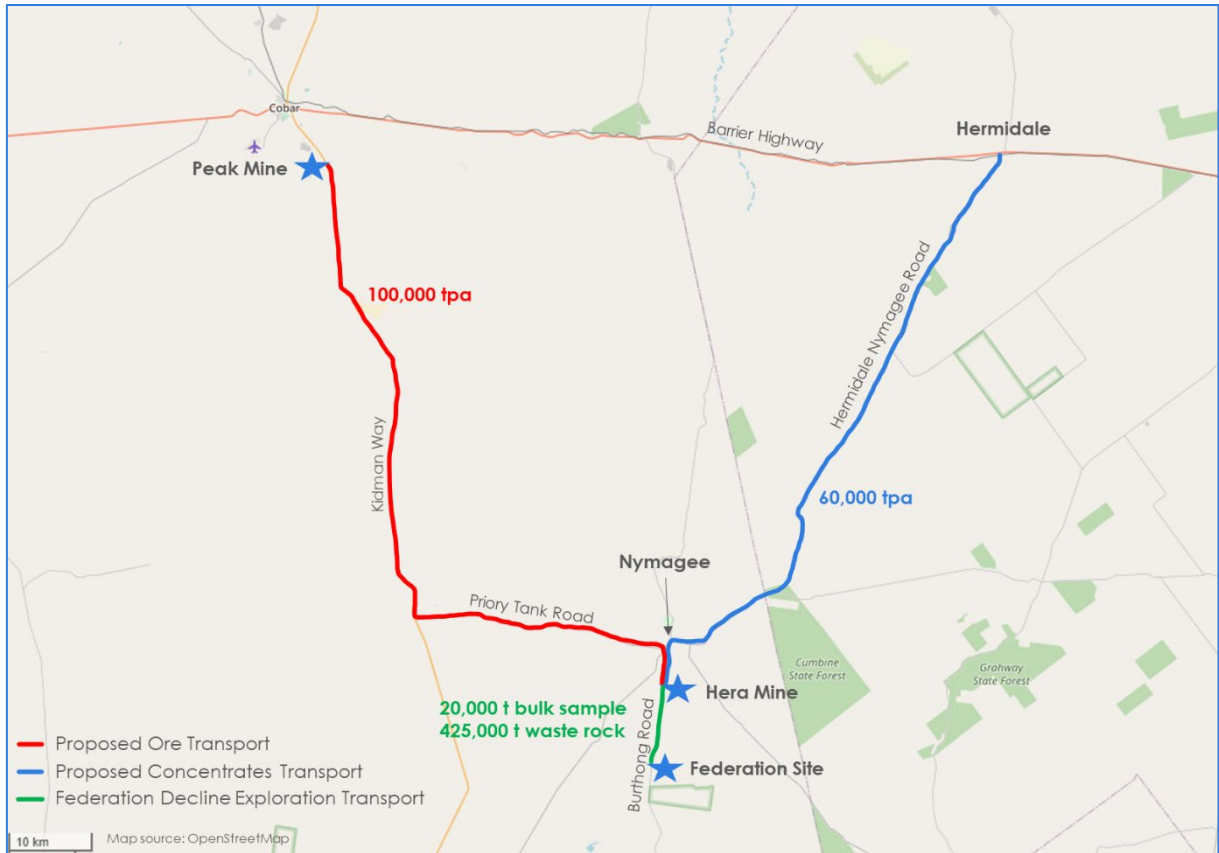 Cobar
Barrier Highway
Hermidale
Peak Mine
100,000 tpa
Hermidale Nymagee Road
Kidman Way
60,000 tpa
Nymagee
Priory Tank Road
Cumbine
State Forest
Grahway
State Forest
20,000 t bulk sample
425,000 t waste rock
Hera Mine
Burthong Road
Federation Site
Proposed Ore Transport
Proposed Concentrates Transport
Federation Decline Exploration Transport
10 km
Map source: OpenStreetMap